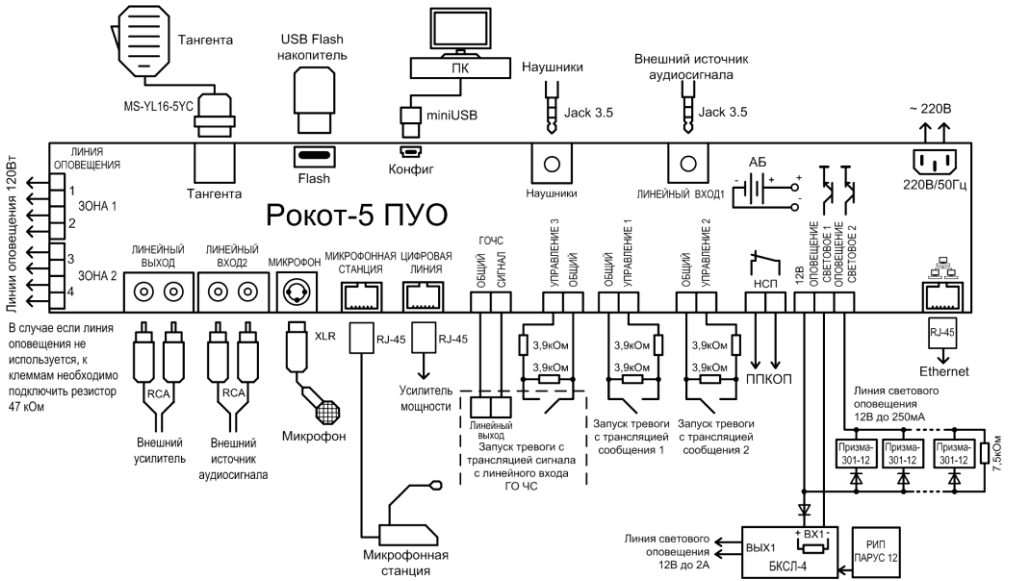 Тангента
USB Flash
накопитель
ПК
MS-YL16-5YC
miniUSB
Наушники
Jack 3.5
Внешний источник
аудиосигнала
Jack 3.5
~ 220В
Линии оповещения 120Вт
ЛИНИЯ
ОПОВЕЩЕНИЯ
1
ЗОНА 1
2
3
ЗОНА 2
4
Тангента
Flash
Конфиг
Наушники
ЛИНЕЙНЫЙ ВХОД1
АБ
- +
+
-
220В/50Гц
Рокот-5 ПУО
ЛИНЕЙНЫЙ
ВЫХОД
ЛИНЕЙНЫЙ
ВХОД2
МИКРОФОН
МИКРОФОННАЯ
СТАНЦИЯ
ЦИФРОВАЯ
ЛИНИЯ
ГОЧС
ОБЩИЙ
СИГНАЛ
УПРАВЛЕНИЕ 3
ОБЩИЙ
ОБЩИЙ
УПРАВЛЕНИЕ 1
ОБЩИЙ
УПРАВЛЕНИЕ 2
НСП
12В
ОПОВЕЩЕНИЕ
СВЕТОВОЕ 1
ОПОВЕЩЕНИЕ
СВЕТОВОЕ 2
В случае если линия
оповещения не
используется, к
клеммам необходимо
подключить резистор
47 кОм
RCA
RCA
XLR
RJ-45
RJ-45
RJ-45
Ethernet
Внешний
усилитель
Внешний
источник
аудиосигнала
Микрофон
Усилитель
мощности
3,9кОм
3,9кОм
3,9кОм
3,9кОм
3,9кОм
3,9кОм
ППКОП
Линейный
выход
Запуск тревоги с
трансляцией сигнала
с линейного входа
ГО ЧС
Запуск тревоги
с трансляцией
сообщения 1
Запуск тревоги
с трансляцией
сообщения 2
Линия светового
оповещения
12В до 250мА
Призма-
301-12
Призма-
301-12
Призма-
301-12
7,5кОм
Микрофонная
станция
Линия светового
оповещения
12В до 2А
ВЫХ1
+ ВХ1 -
БКСЛ-4
РИП
ПАРУС 12